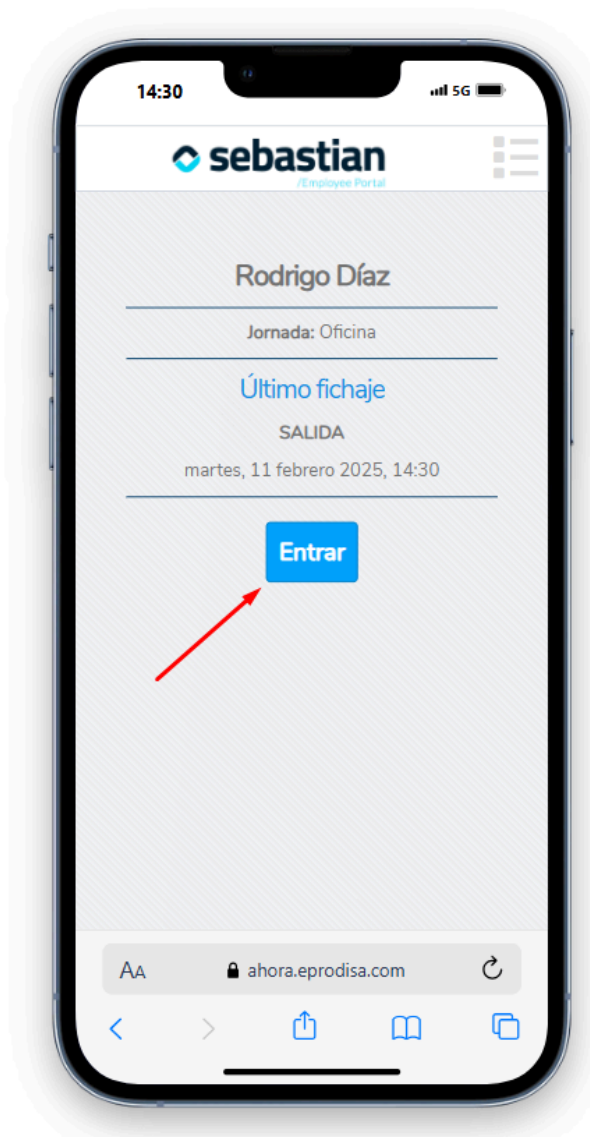 14:30
5G
sebastian
/Employee Portal
Rodrigo Díaz
Jornada: Oficina
Último fichaje
SALIDA
martes, 11 febrero 2025, 14:30
Entrar
AA
ahora.eprodisa.com